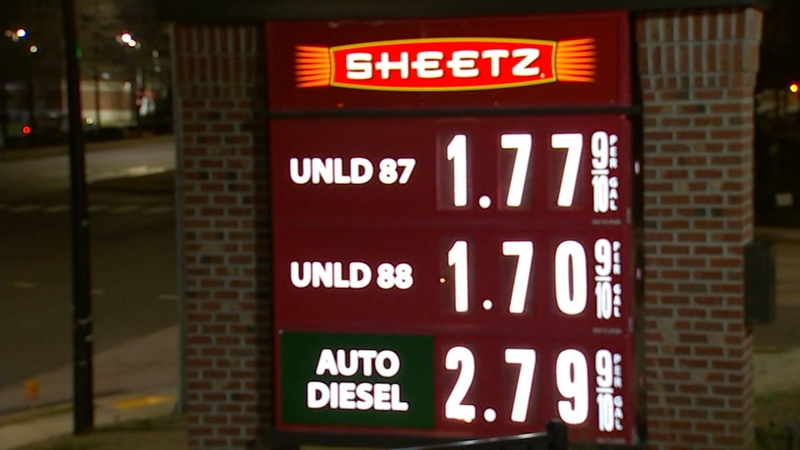 SHEETZ
UNLD 87 1.77 9/10 PER GAL
UNLD 88 1.70 9/10 PER GAL
AUTO DIESEL 2.79 9/10 PER GAL